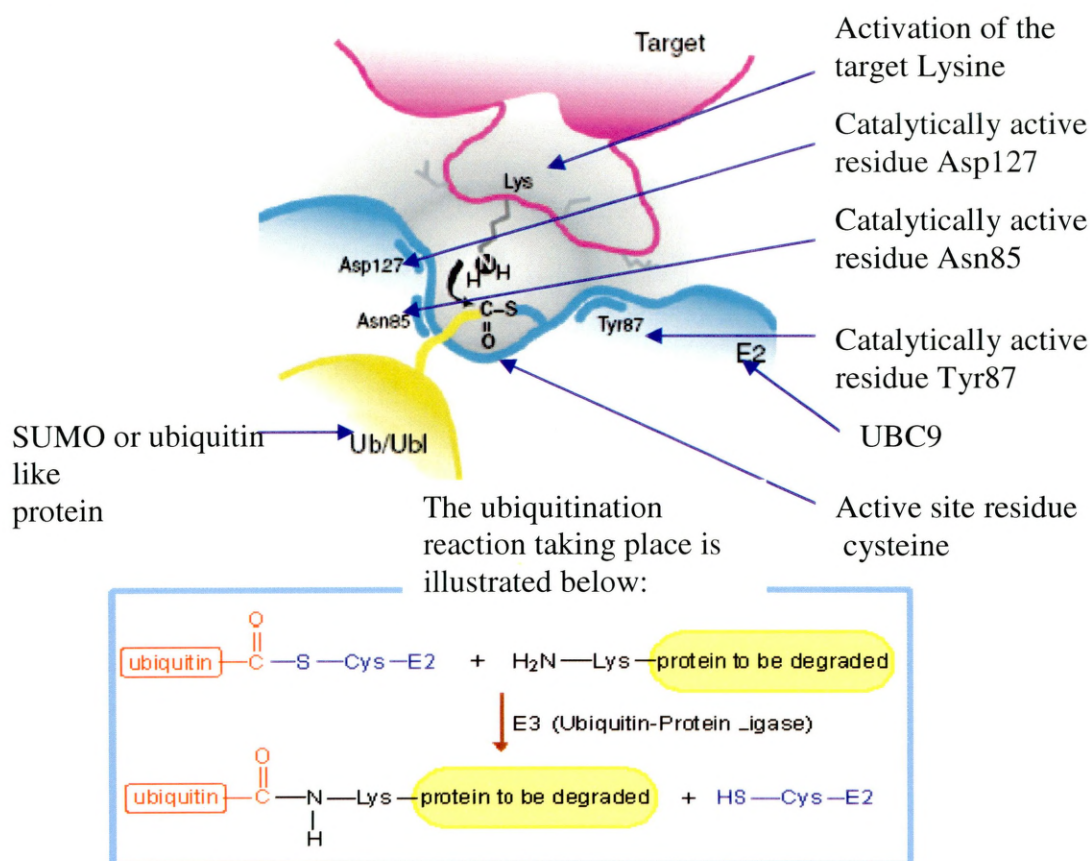 Target
Activation of the
target Lysine
Catalytically active
residue Asp127
Lys
Catalytically active
residue Asn85
Asp127
H N H
Asn85
C–S
O
Tyr87
E2
Catalytically active
residue Tyr87
SUMO or ubiquitin
like
protein
Ub/Ubl
UBC9
Active site residue
cysteine
The ubiquitination
reaction taking place is
illustrated below:
O
ubiquitin —C—S—Cys—E2 + H₂N—Lys—protein to be degraded
E3 (Ubiquitin-Protein _igase)
O
ubiquitin —C—N—Lys—protein to be degraded + HS—Cys—E2
H